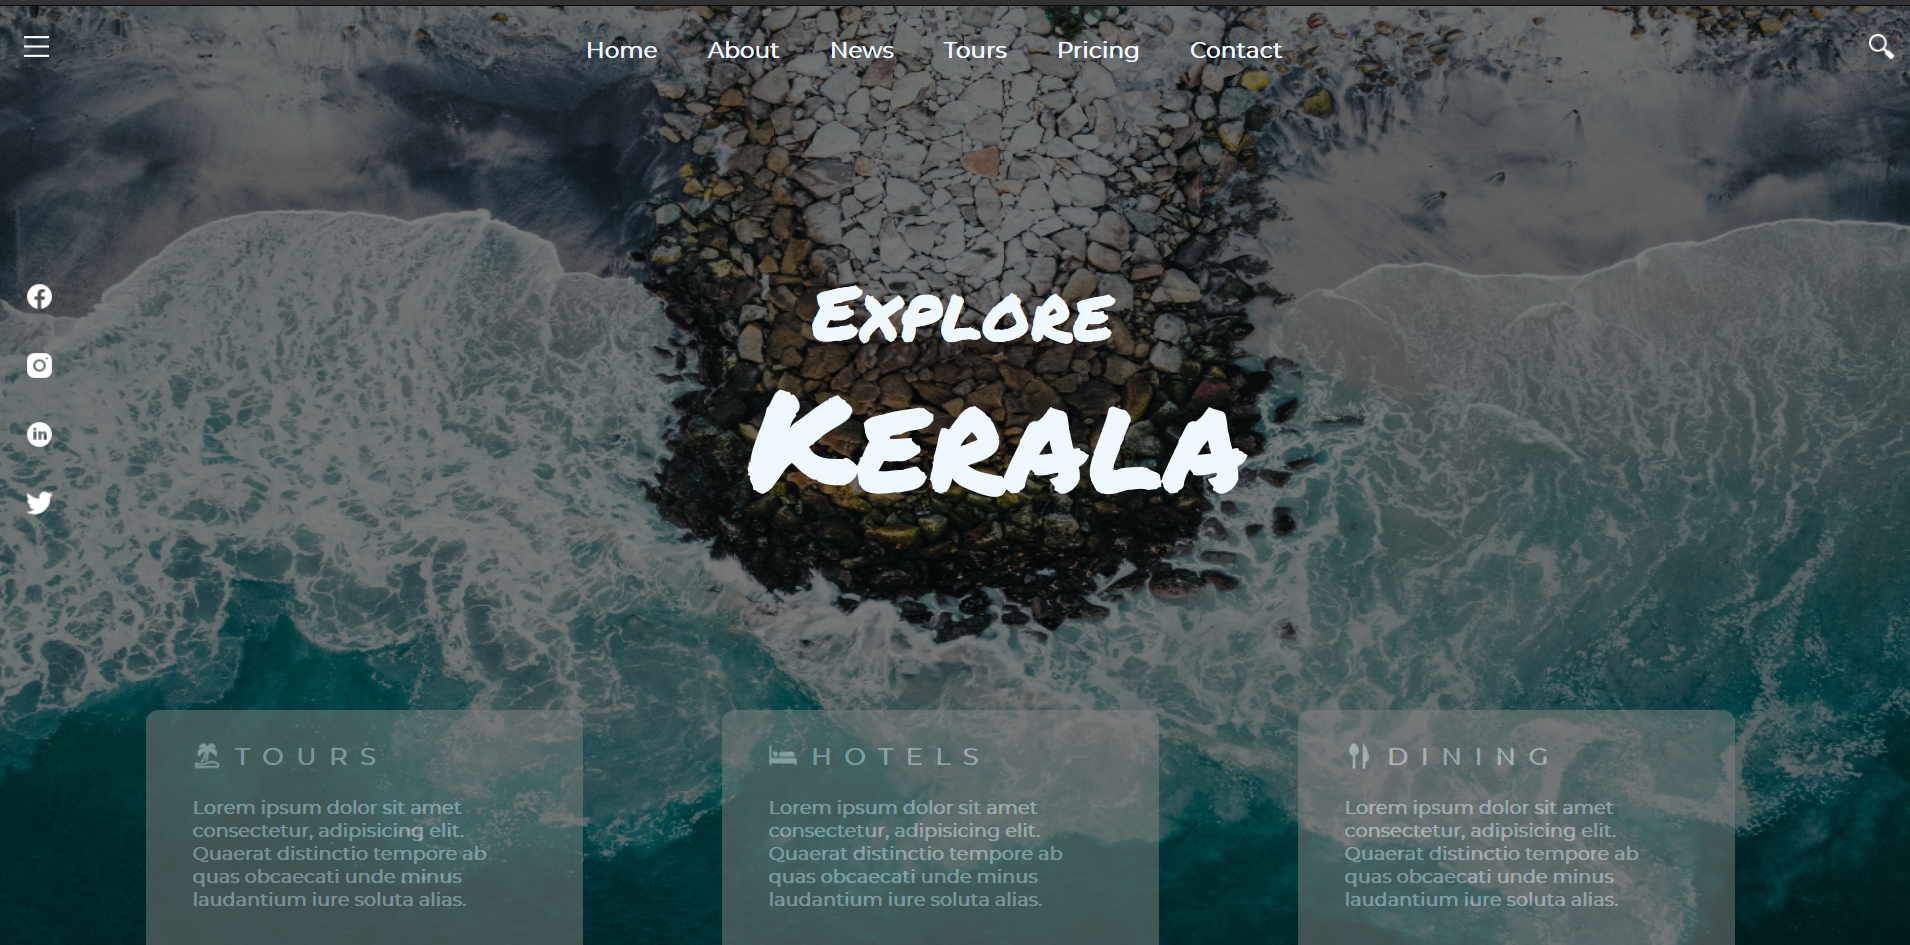 Home About News Tours Pricing Contact
Explore
Kerala
TOURS
Lorem ipsum dolor sit amet
consectetur, adipisicing elit.
Quaerat distinctio tempore ab
quas obcaecati unde minus
laudantium iure soluta alias.
HOTELS
Lorem ipsum dolor sit amet
consectetur, adipisicing elit.
Quaerat distinctio tempore ab
quas obcaecati unde minus
laudantium iure soluta alias.
DINING
Lorem ipsum dolor sit amet
consectetur, adipisicing elit.
Quaerat distinctio tempore ab
quas obcaecati unde minus
laudantium iure soluta alias.